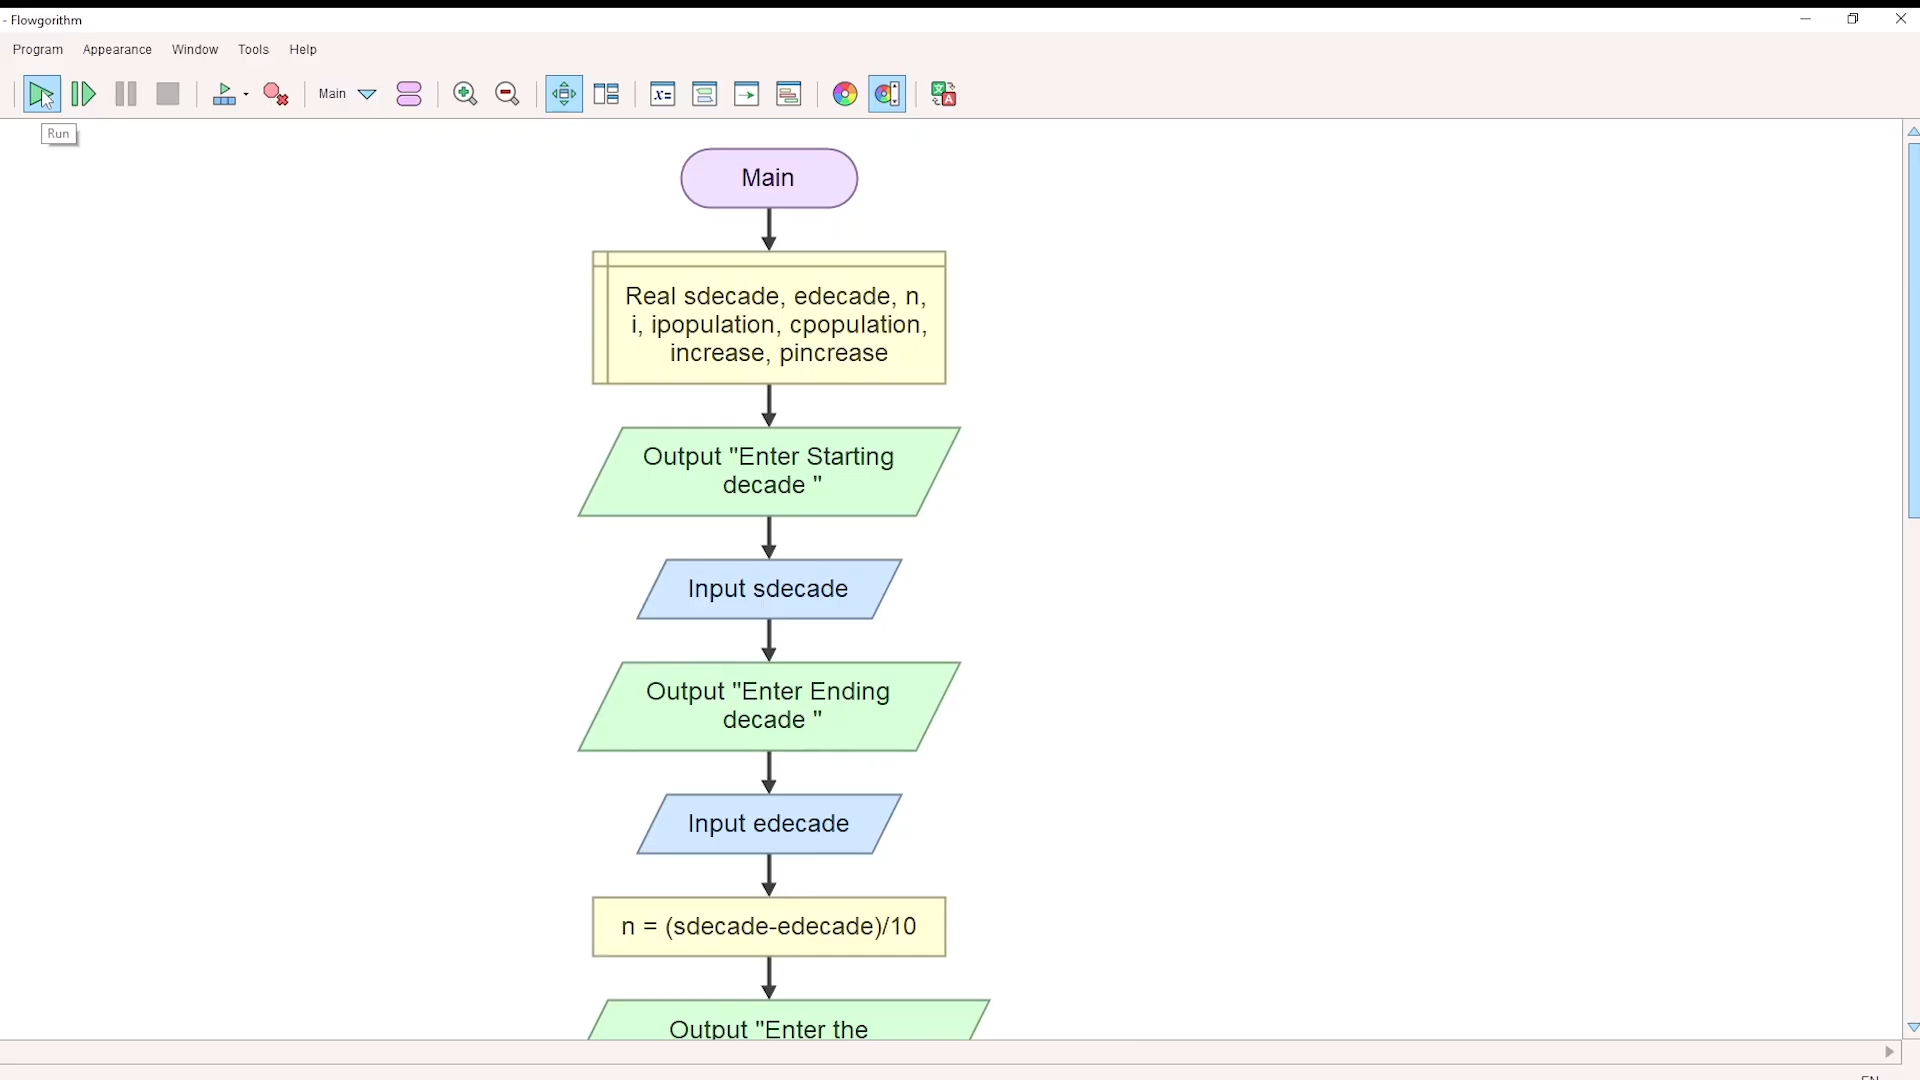 - Flowgorithm
Program Appearance Window Tools Help
Main
Run
Main
Real sdecade, edecade, n,
i, ipopulation, cpopulation,
increase, pincrease
Output "Enter Starting
decade "
Input sdecade
Output "Enter Ending
decade "
Input edecade
n = (sdecade-edecade)/10
Output "Enter the